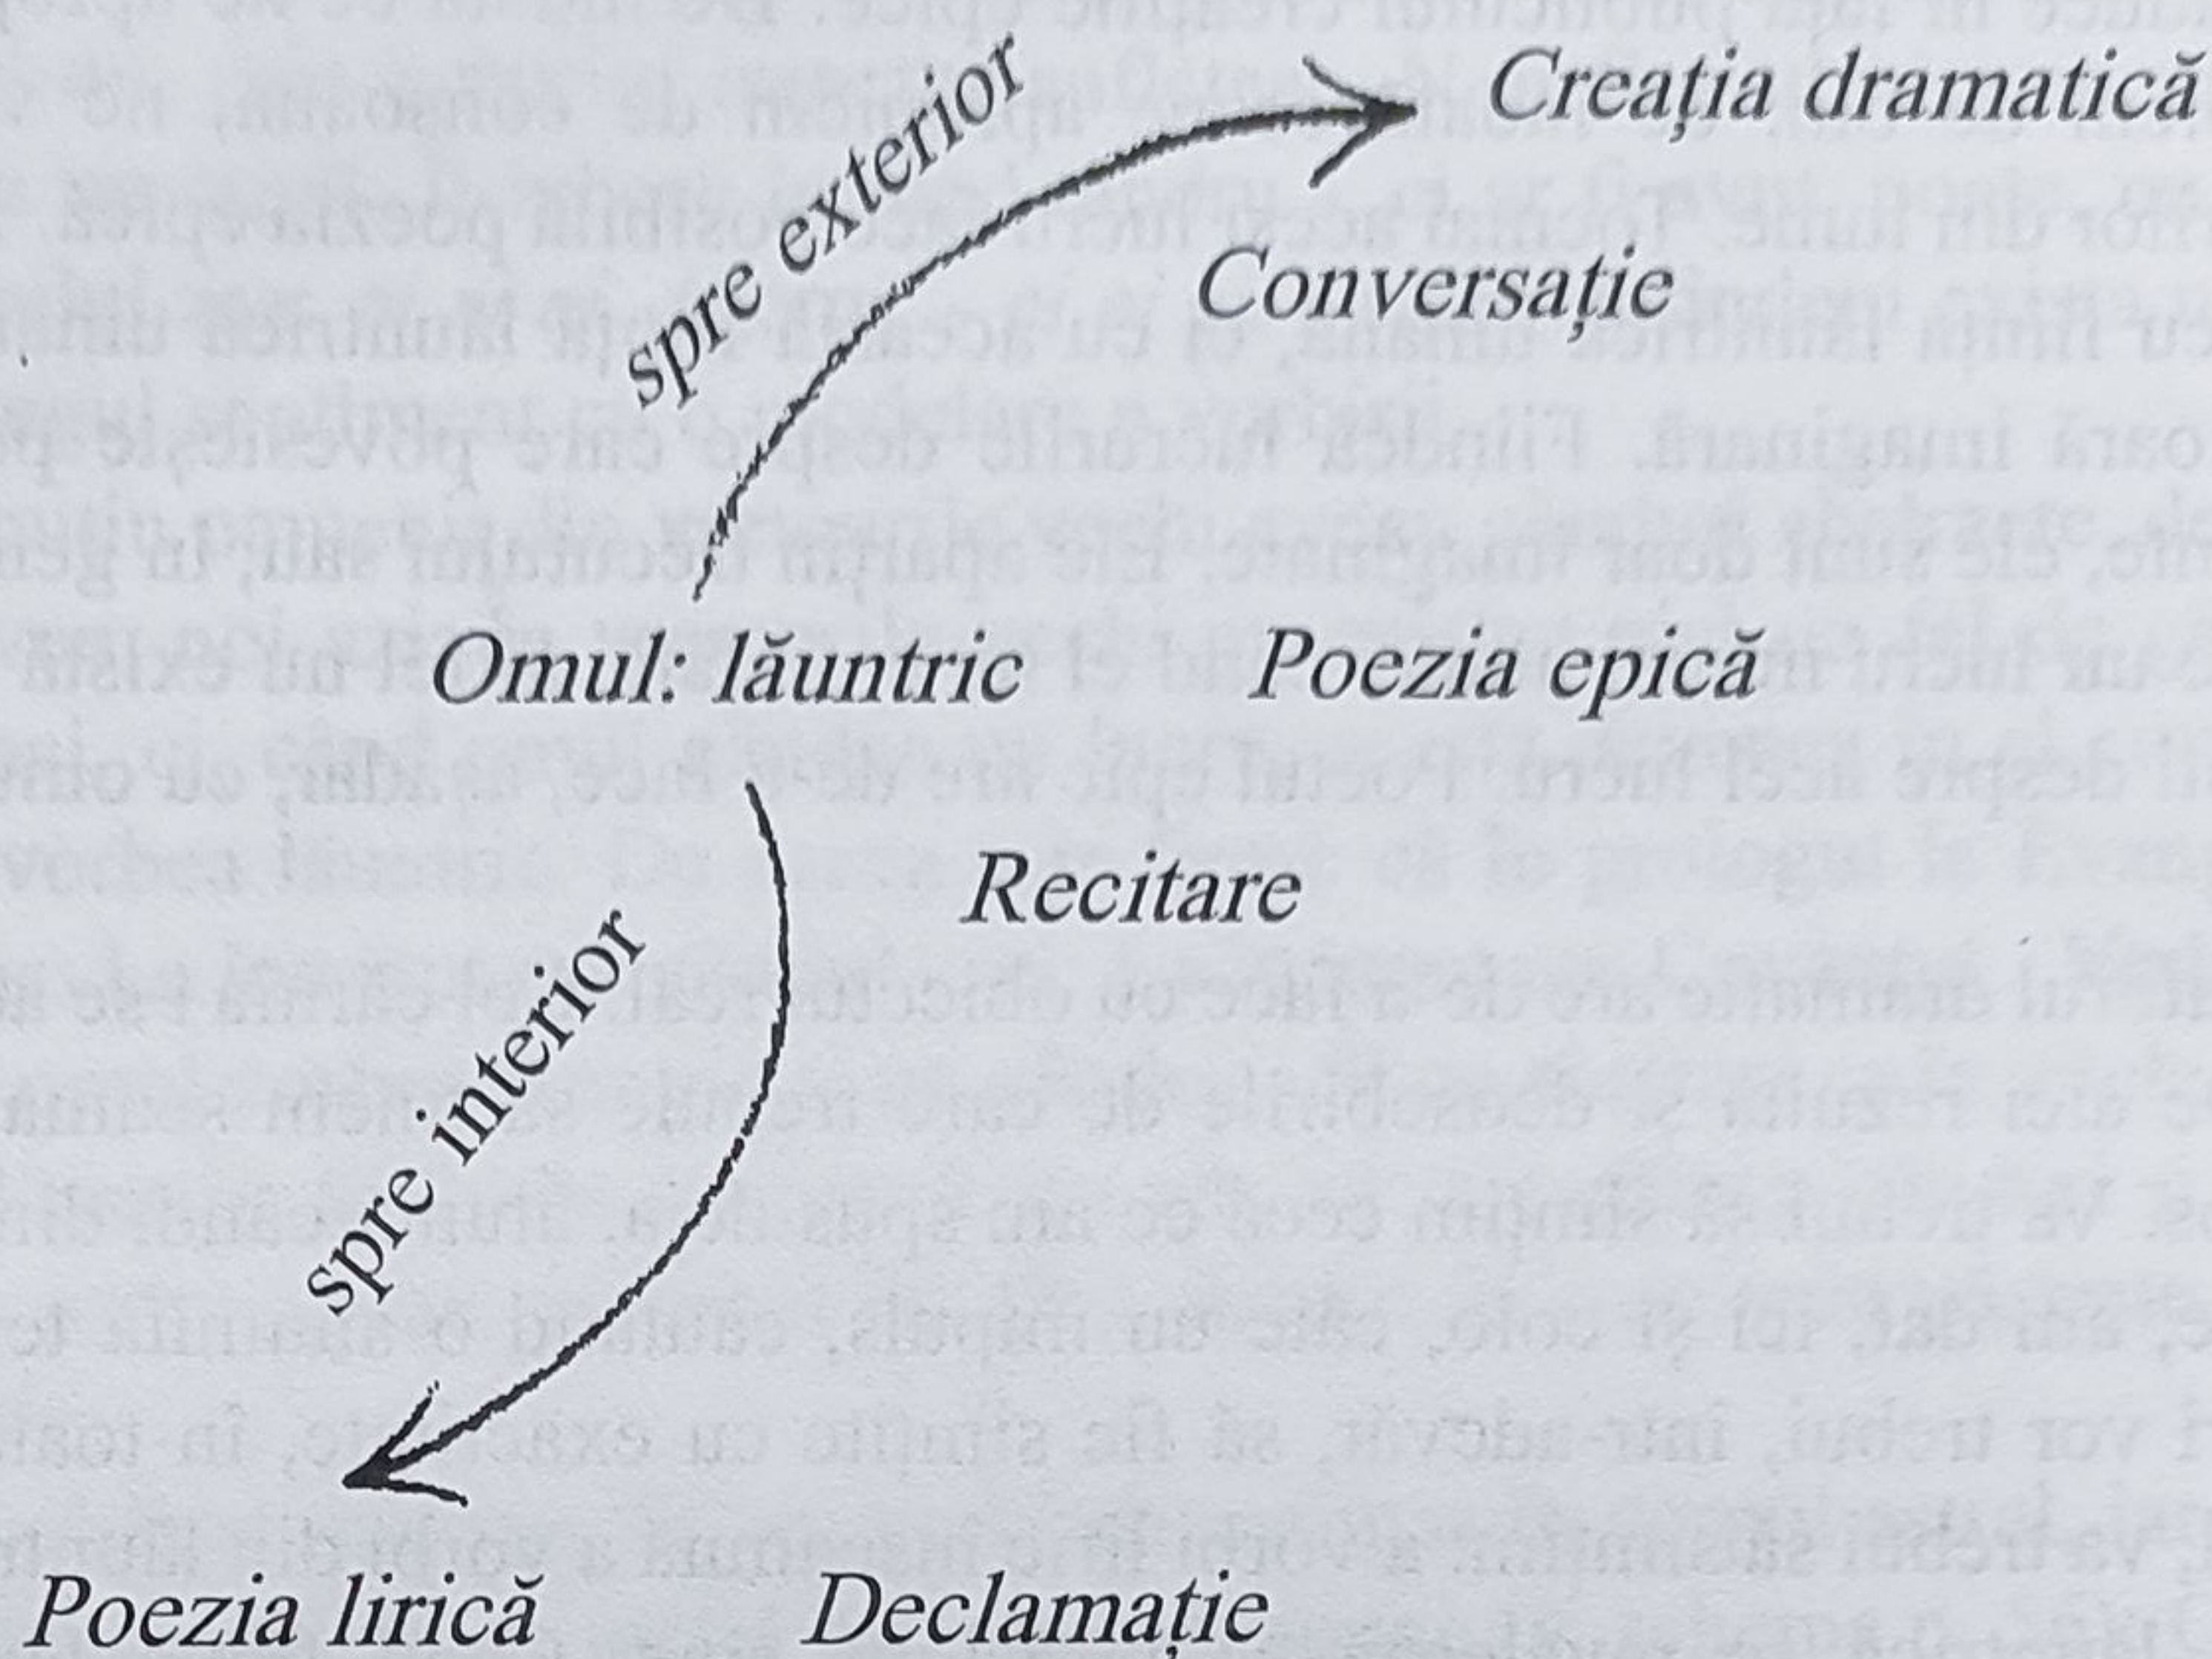 spre exterior
Creația dramatică
Conversație
Omul: lăuntric
Poezia epică
Recitare
spre interior
Poezia lirică
Declamație